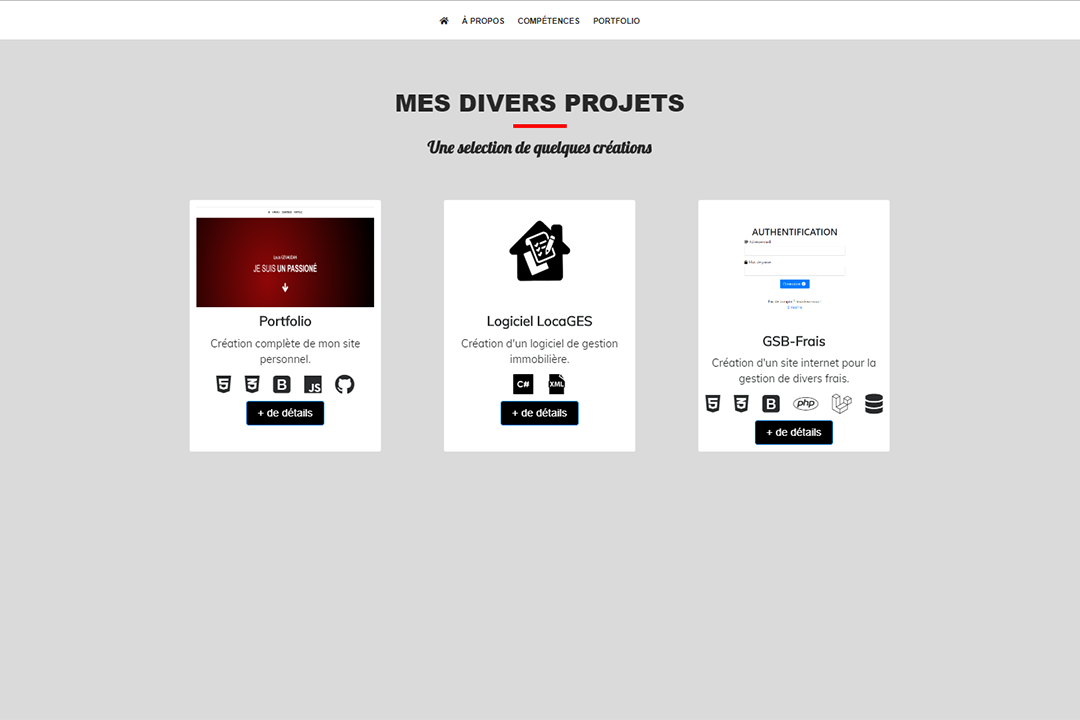 À PROPOS COMPÉTENCES PORTFOLIO
MES DIVERS PROJETS
Une selection de quelques créations
JE SUIS UN PASSIONÉ
Portfolio
Création complète de mon site
personnel.
JS
+ de détails
Logiciel LocaGES
Création d'un logiciel de gestion
immobilière.
C# XML
+ de détails
AUTHENTIFICATION
GSB-Frais
Création d'un site internet pour la
gestion de divers frais.
php
+ de détails